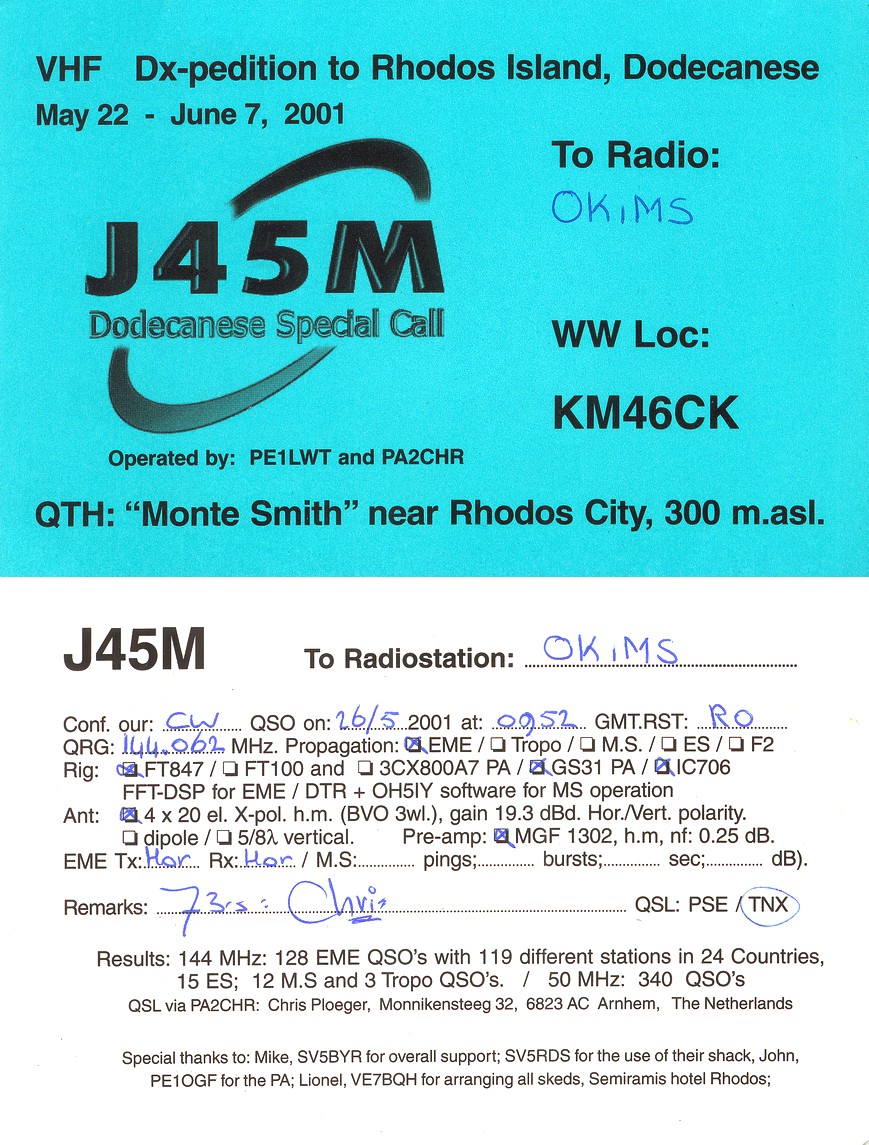 VHF Dx-pedition to Rhodos Island, Dodecanese
May 22 - June 7, 2001
To Radio:
OK1MS
J45M
Dodecanese Special Call
WW Loc:
KM46CK
Operated by: PE1LWT and PA2CHR
QTH: “Monte Smith” near Rhodos City, 300 m.asl.
J45M To Radiostation: OK1MS
Conf. our: CW QSO on: 26/5 2001 at: 0952 GMT.RST: RO
QRG: 144.062 MHz. Propagation: ☒ EME / ☐ Tropo / ☐ M.S. / ☐ ES / ☐ F2
Rig: ☒ FT847 / ☐ FT100 and ☐ 3CX800A7 PA / ☒ GS31 PA / ☒ IC706
FFT-DSP for EME / DTR + OH5IY software for MS operation
Ant: ☒ 4 x 20 el. X-pol. h.m. (BVO 3wl.), gain 19.3 dBd. Hor./Vert. polarity.
☐ dipole / ☐ 5/8λ vertical. Pre-amp: ☒ MGF 1302, h.m, nf: 0.25 dB.
EME Tx: Hor Rx: Hor / M.S:............ pings;............ bursts;............ sec;............ dB).
Remarks: 73rs: Chris QSL: PSE / TNX
Results: 144 MHz: 128 EME QSO's with 119 different stations in 24 Countries,
15 ES; 12 M.S and 3 Tropo QSO's. / 50 MHz: 340 QSO's
QSL via PA2CHR: Chris Ploeger, Monnikensteeg 32, 6823 AC Arnhem, The Netherlands
Special thanks to: Mike, SV5BYR for overall support; SV5RDS for the use of their shack, John,
PE1OGF for the PA; Lionel, VE7BQH for arranging all skeds, Semiramis hotel Rhodos;